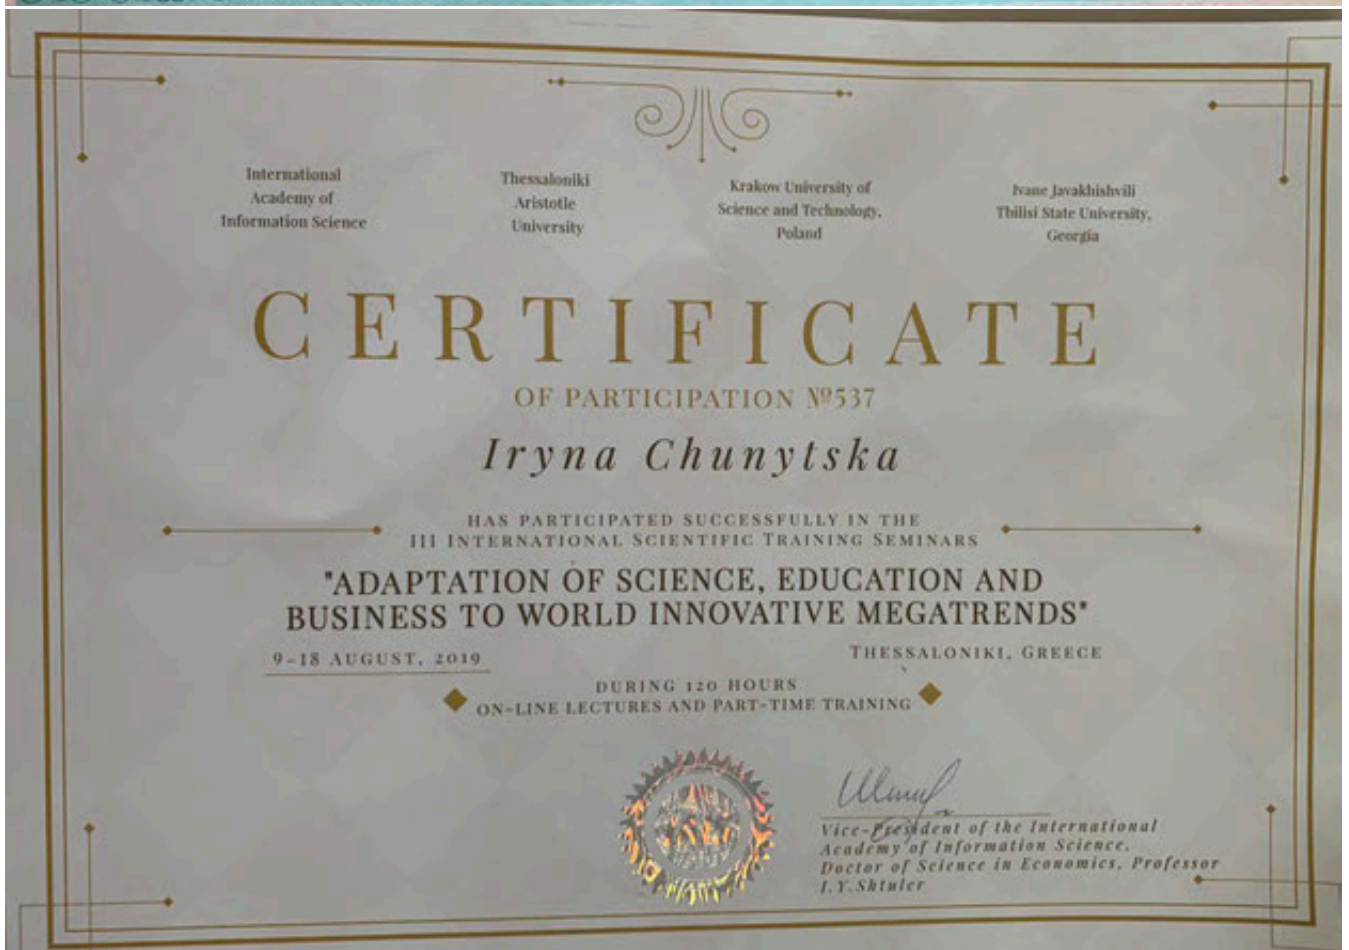 International
Academy of
Information Science
Thessaloniki
Aristotle
University
Krakow University of
Science and Technology,
Poland
Ivane Javakhishvili
Tbilisi State University,
Georgia
CERTIFICATE
OF PARTICIPATION №537
Iryna Chunytska
HAS PARTICIPATED SUCCESSFULLY IN THE
III INTERNATIONAL SCIENTIFIC TRAINING SEMINARS
"ADAPTATION OF SCIENCE, EDUCATION AND
BUSINESS TO WORLD INNOVATIVE MEGATRENDS"
9-18 AUGUST, 2019
THESSALONIKI, GREECE
DURING 120 HOURS
ON-LINE LECTURES AND PART-TIME TRAINING
Vice-President of the International
Academy of Information Science,
Doctor of Science in Economics, Professor
I.Y.Shtuler